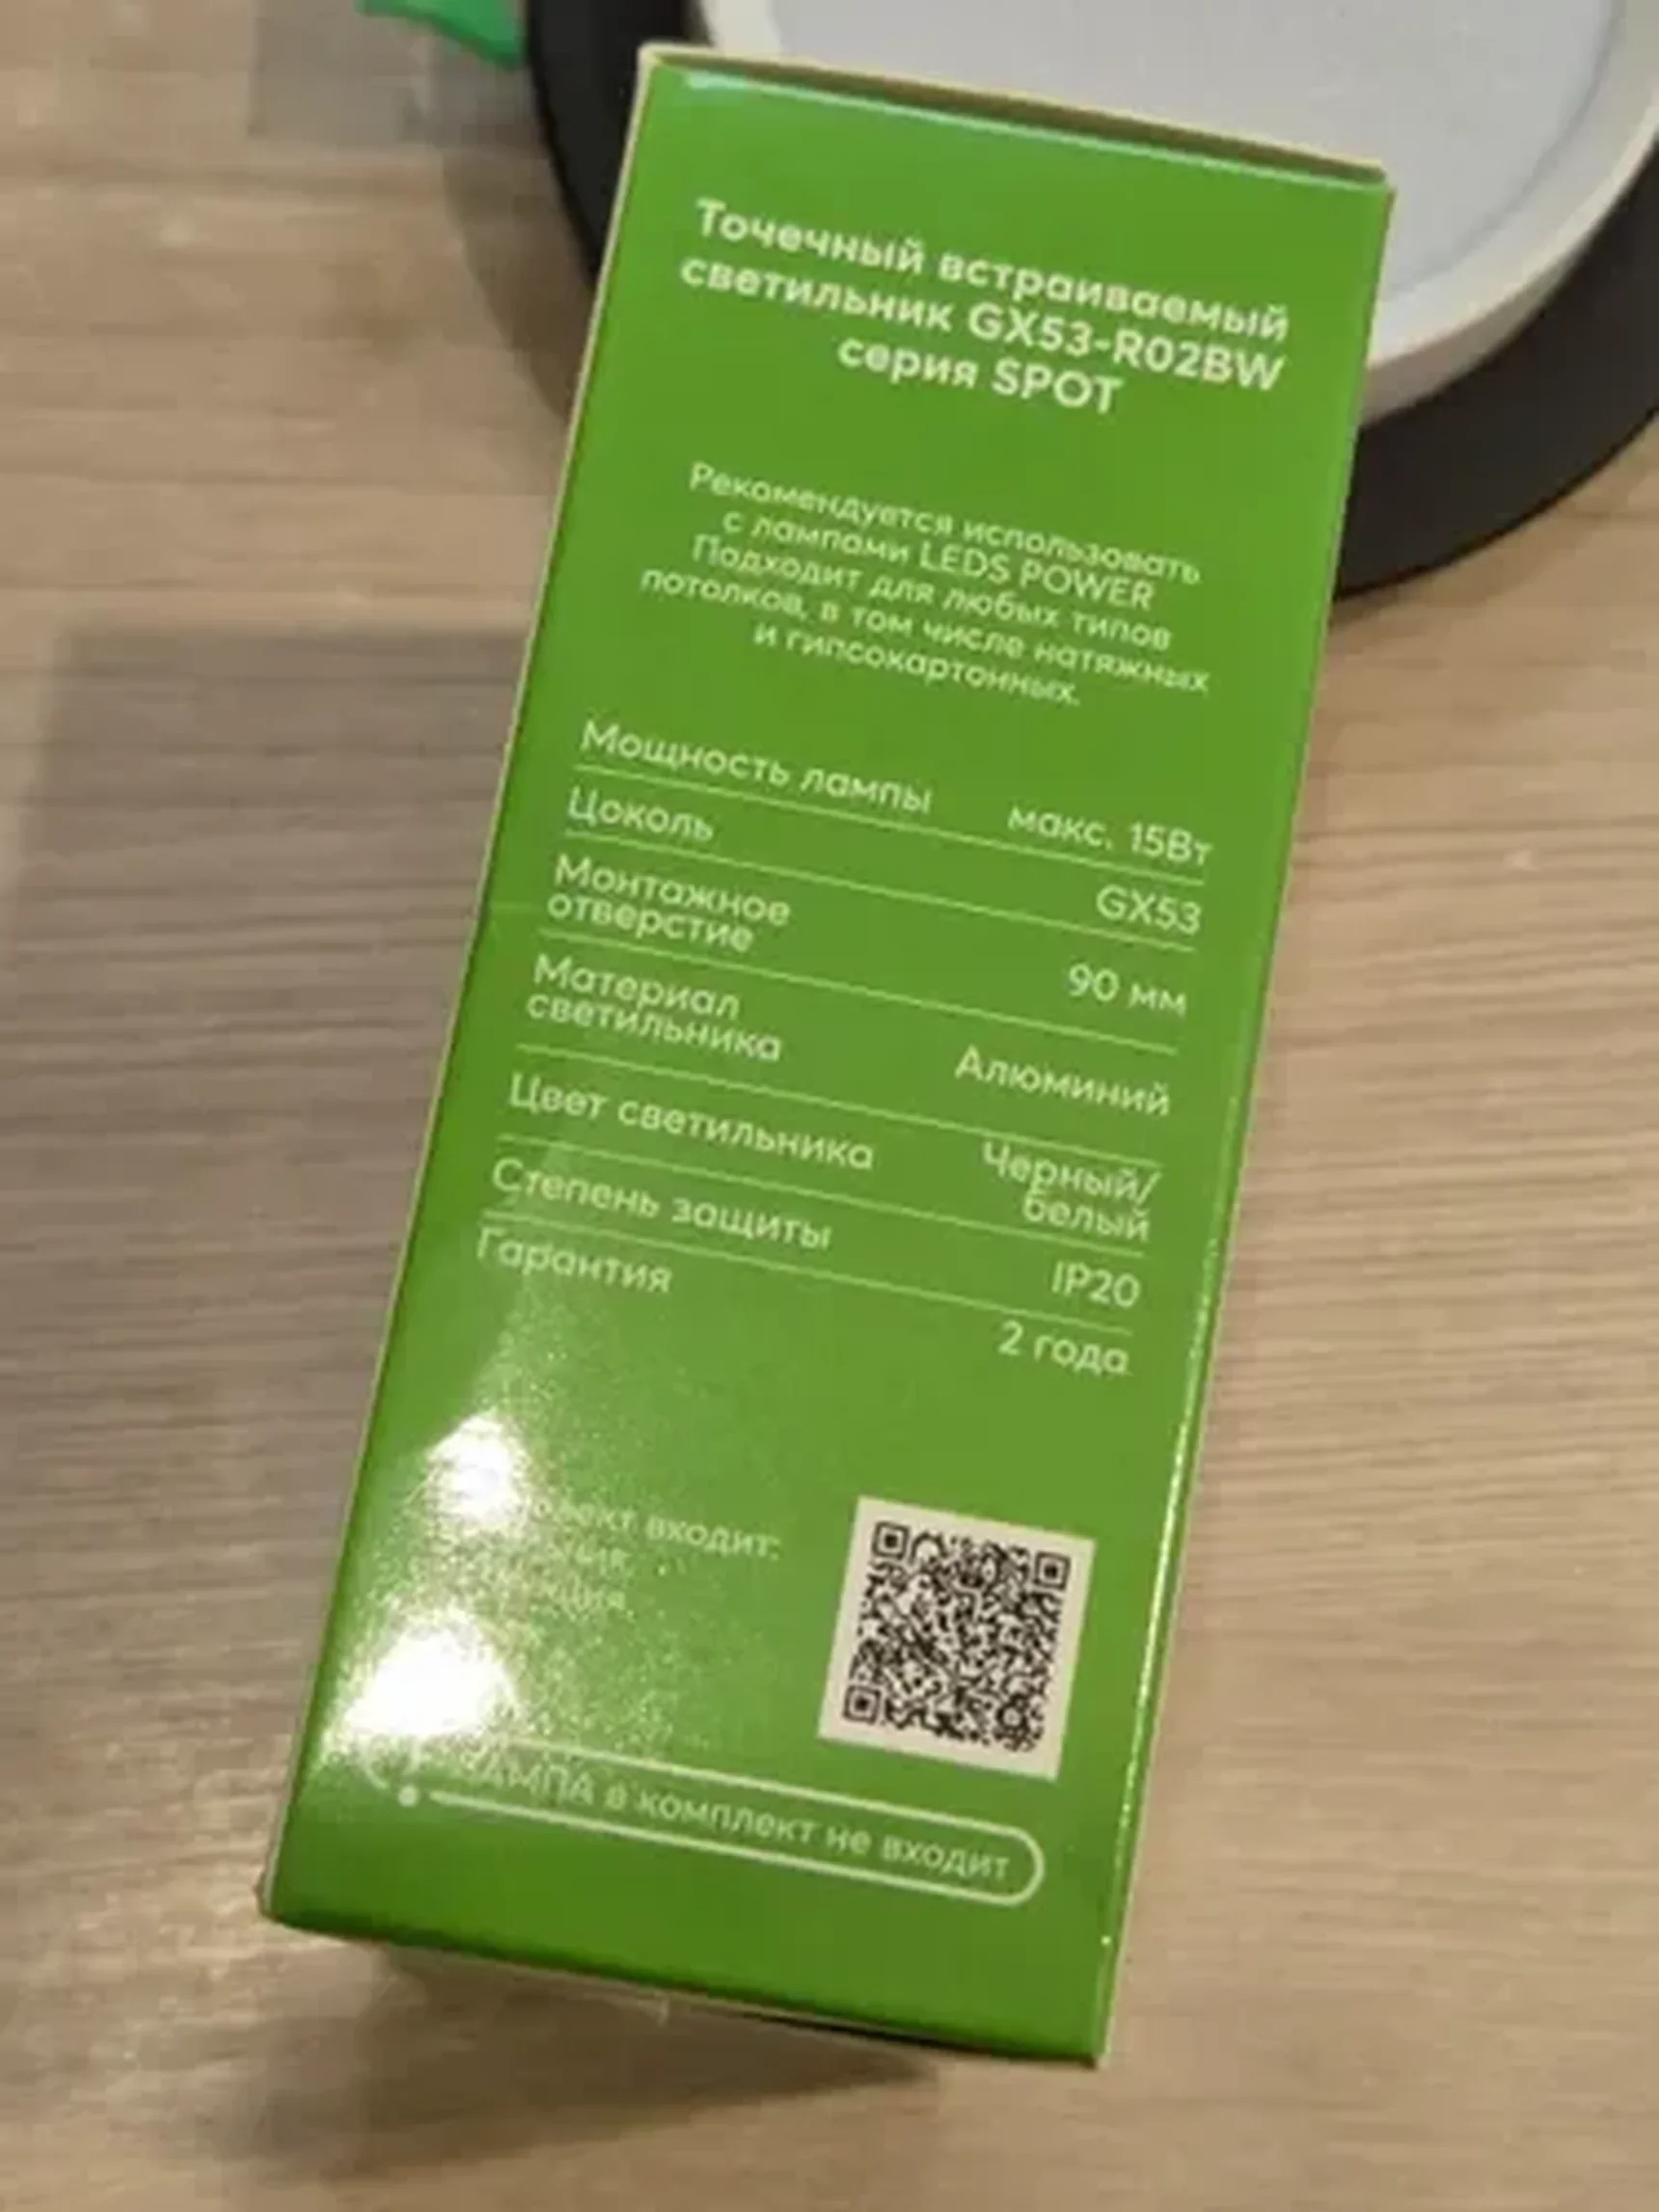 Точечный встраиваемый
светильник GX53-R02BW
серия SPOT
Рекомендуется использовать
с лампами LEDS POWER
Подходит для любых типов
потолков, в том числе натяжных
и гипсокартонных.
Мощность лампы макс. 15Вт
Цоколь GX53
Монтажное
отверстие 90 мм
Материал
светильника Алюминий
Цвет светильника Черный/
белый
Степень защиты IP20
Гарантия 2 года
входит:
ЛАМПА в комплект не входит